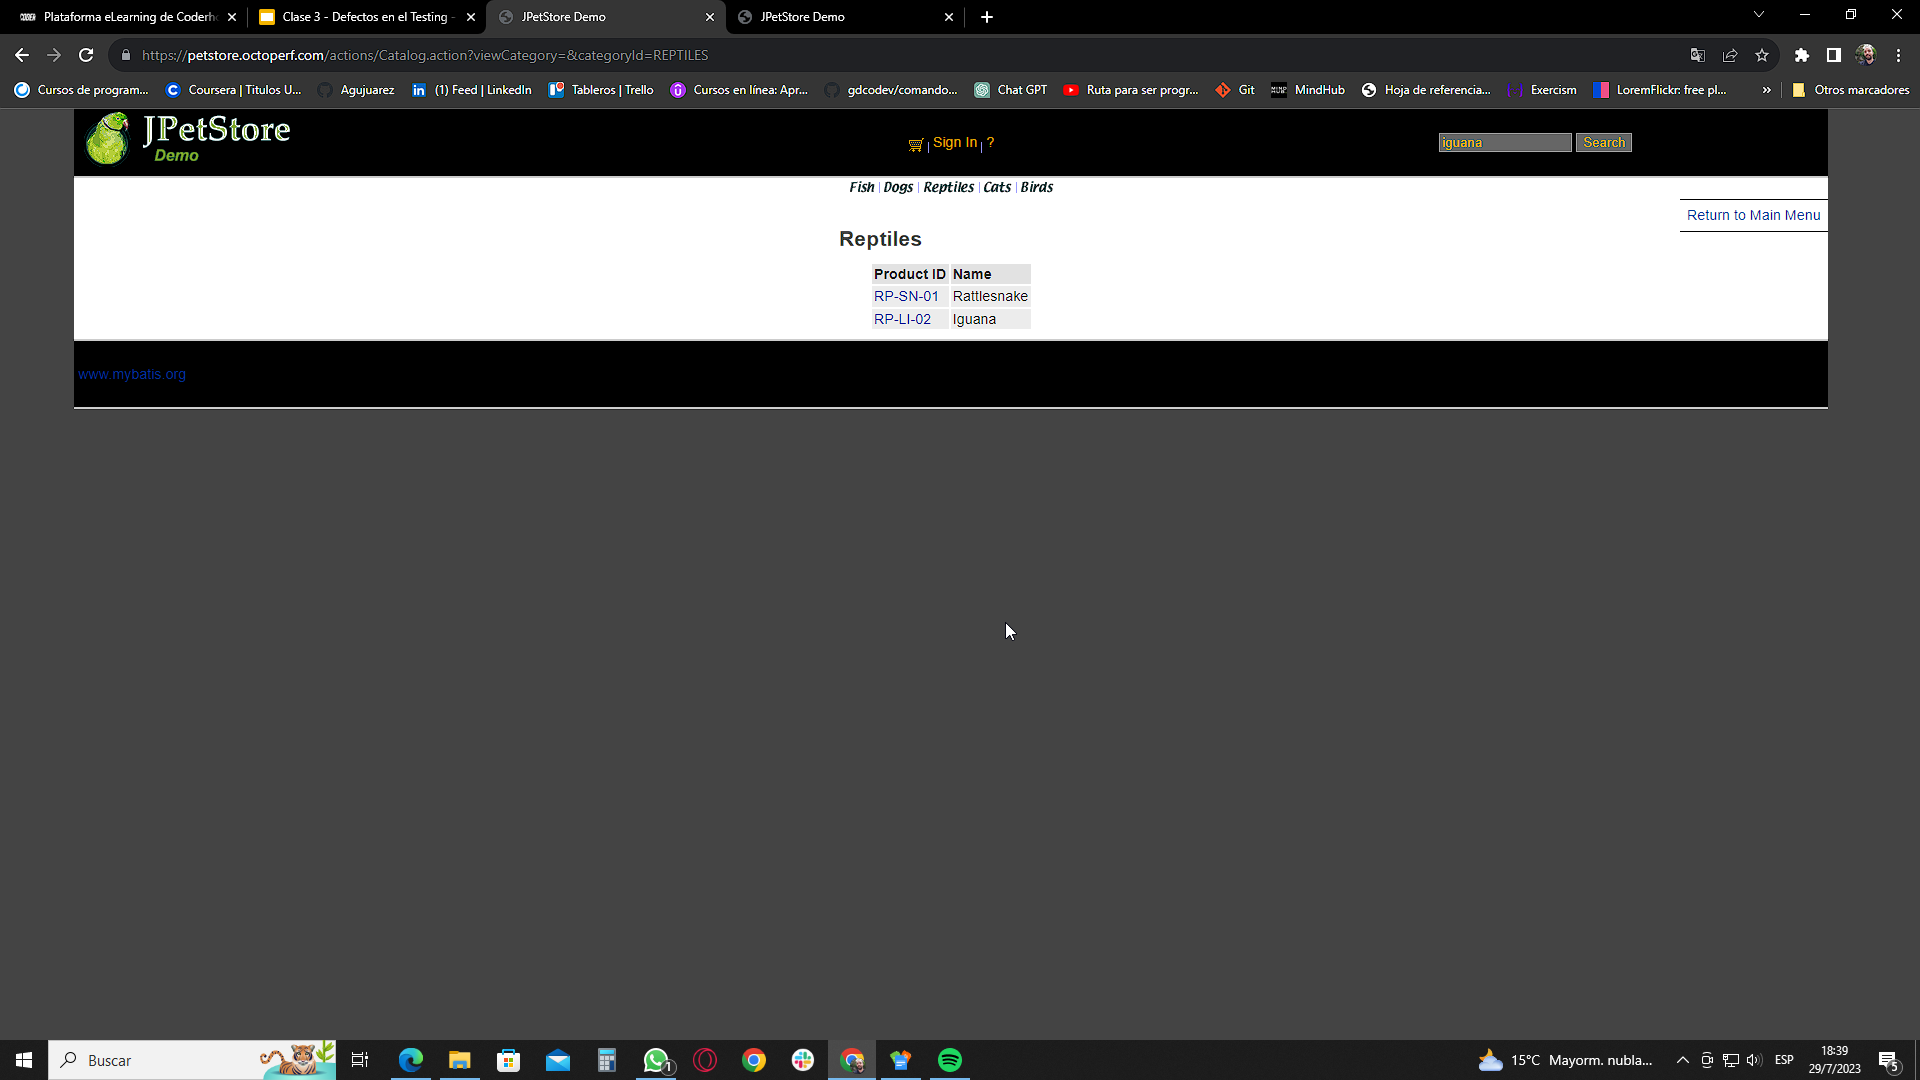 Plataforma eLearning de Coderh
Clase 3 - Defectos en el Testing -
JPetStore Demo
JPetStore Demo
https://petstore.octoperf.com/actions/Catalog.action?viewCategory=&categoryId=REPTILES
Cursos de program...
Coursera | Titulos U...
Agujuarez
(1) Feed | LinkedIn
Tableros | Trello
Cursos en línea: Apr...
gdcodev/comando...
Chat GPT
Ruta para ser progr...
Git
MindHub
Hoja de referencia...
Exercism
LoremFlickr: free pl...
»
Otros marcadores
JPetStore
Demo
Sign In
?
iguana
Search
Fish | Dogs | Reptiles | Cats | Birds
Return to Main Menu
Reptiles
Product ID Name
RP-SN-01 Rattlesnake
RP-LI-02 Iguana
www.mybatis.org
Buscar
1
15°C Mayorm. nubla...
ESP
18:39
29/7/2023
5